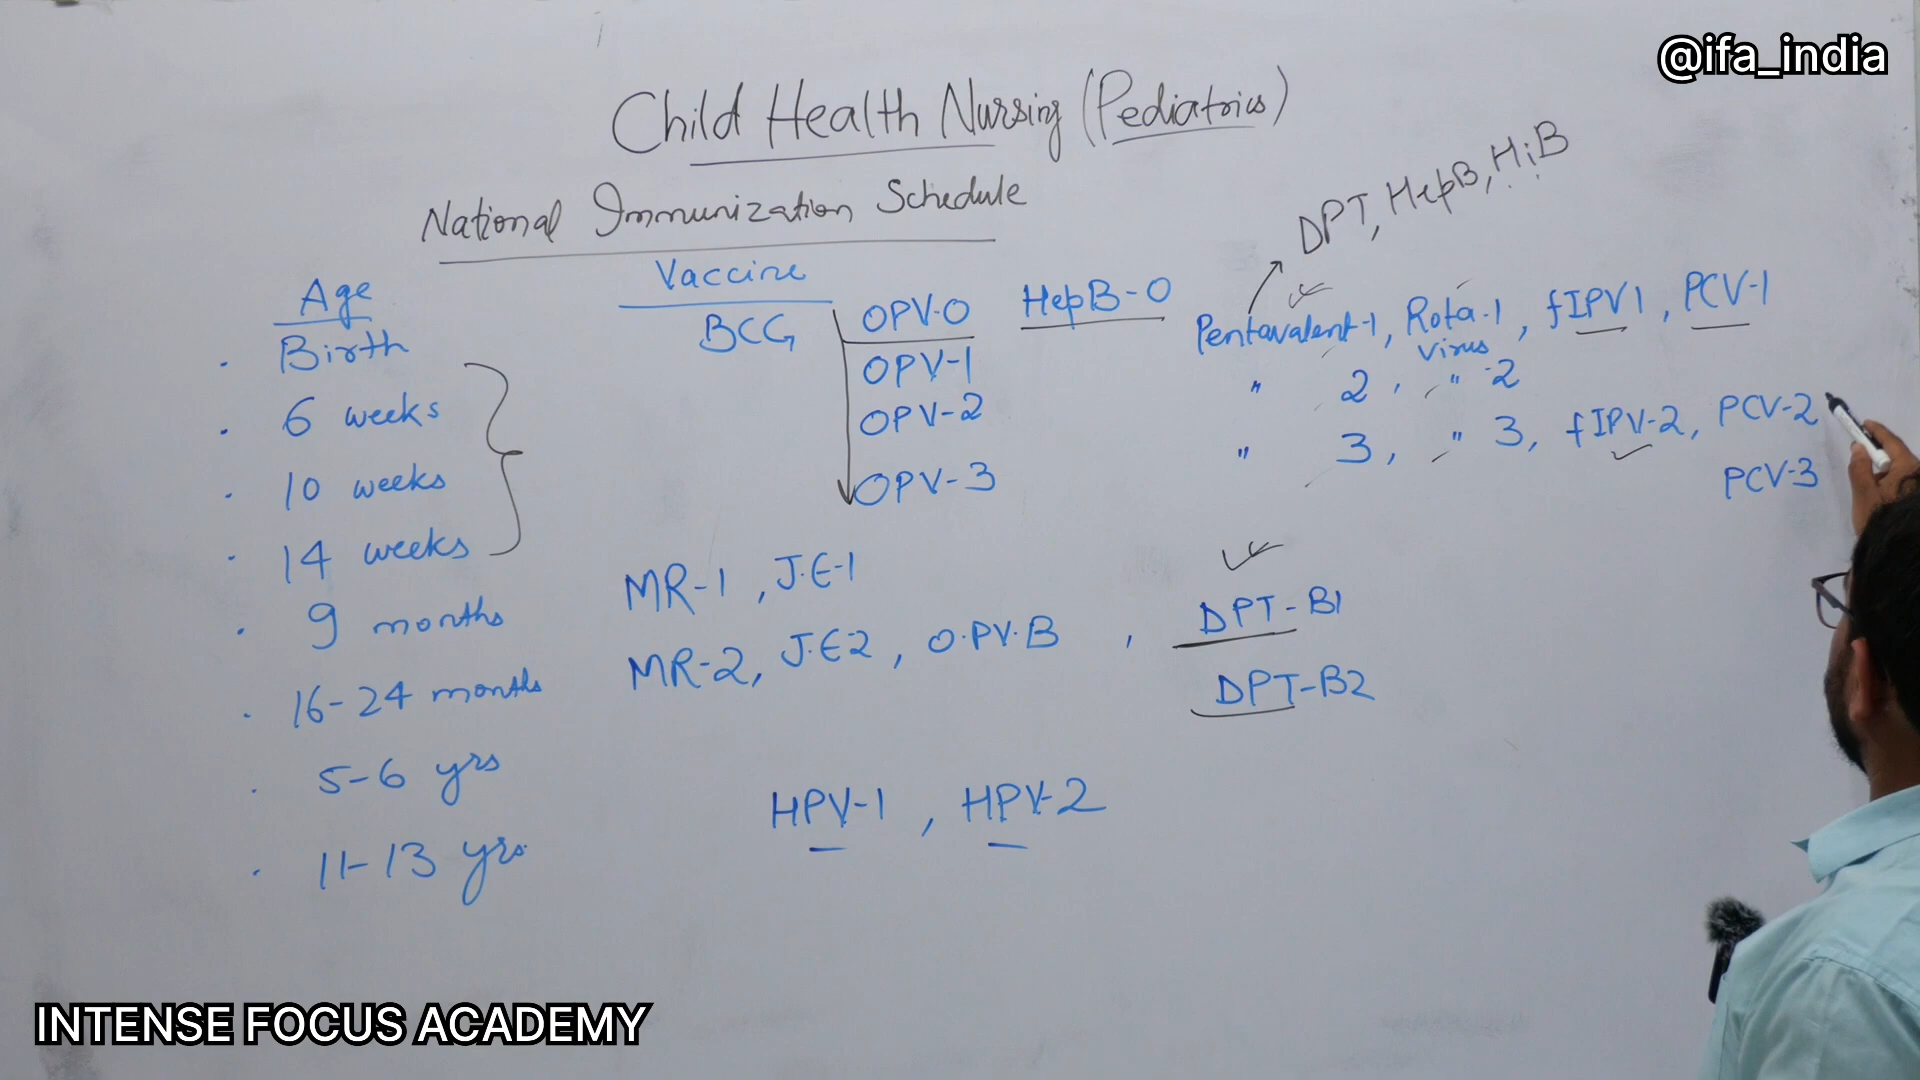 @ifa_india
Child Health Nursing (Pediatrics)
National Immunization Schedule
DPT, HepB, HiB
Age Vaccine
Birth BCG OPV-0 HepB-0
6 weeks OPV-1 Pentavalent-1, Rota-1, fIPV1, PCV-1
virus
10 weeks OPV-2 " 2, " -2
14 weeks OPV-3 " 3, " 3, fIPV-2, PCV-2
PCV-3
9 months MR-1, J.E-1
16-24 months MR-2, J.E2, O.PV.B, DPT-B1
5-6 yrs DPT-B2
11-13 yrs HPV-1, HPV-2
INTENSE FOCUS ACADEMY